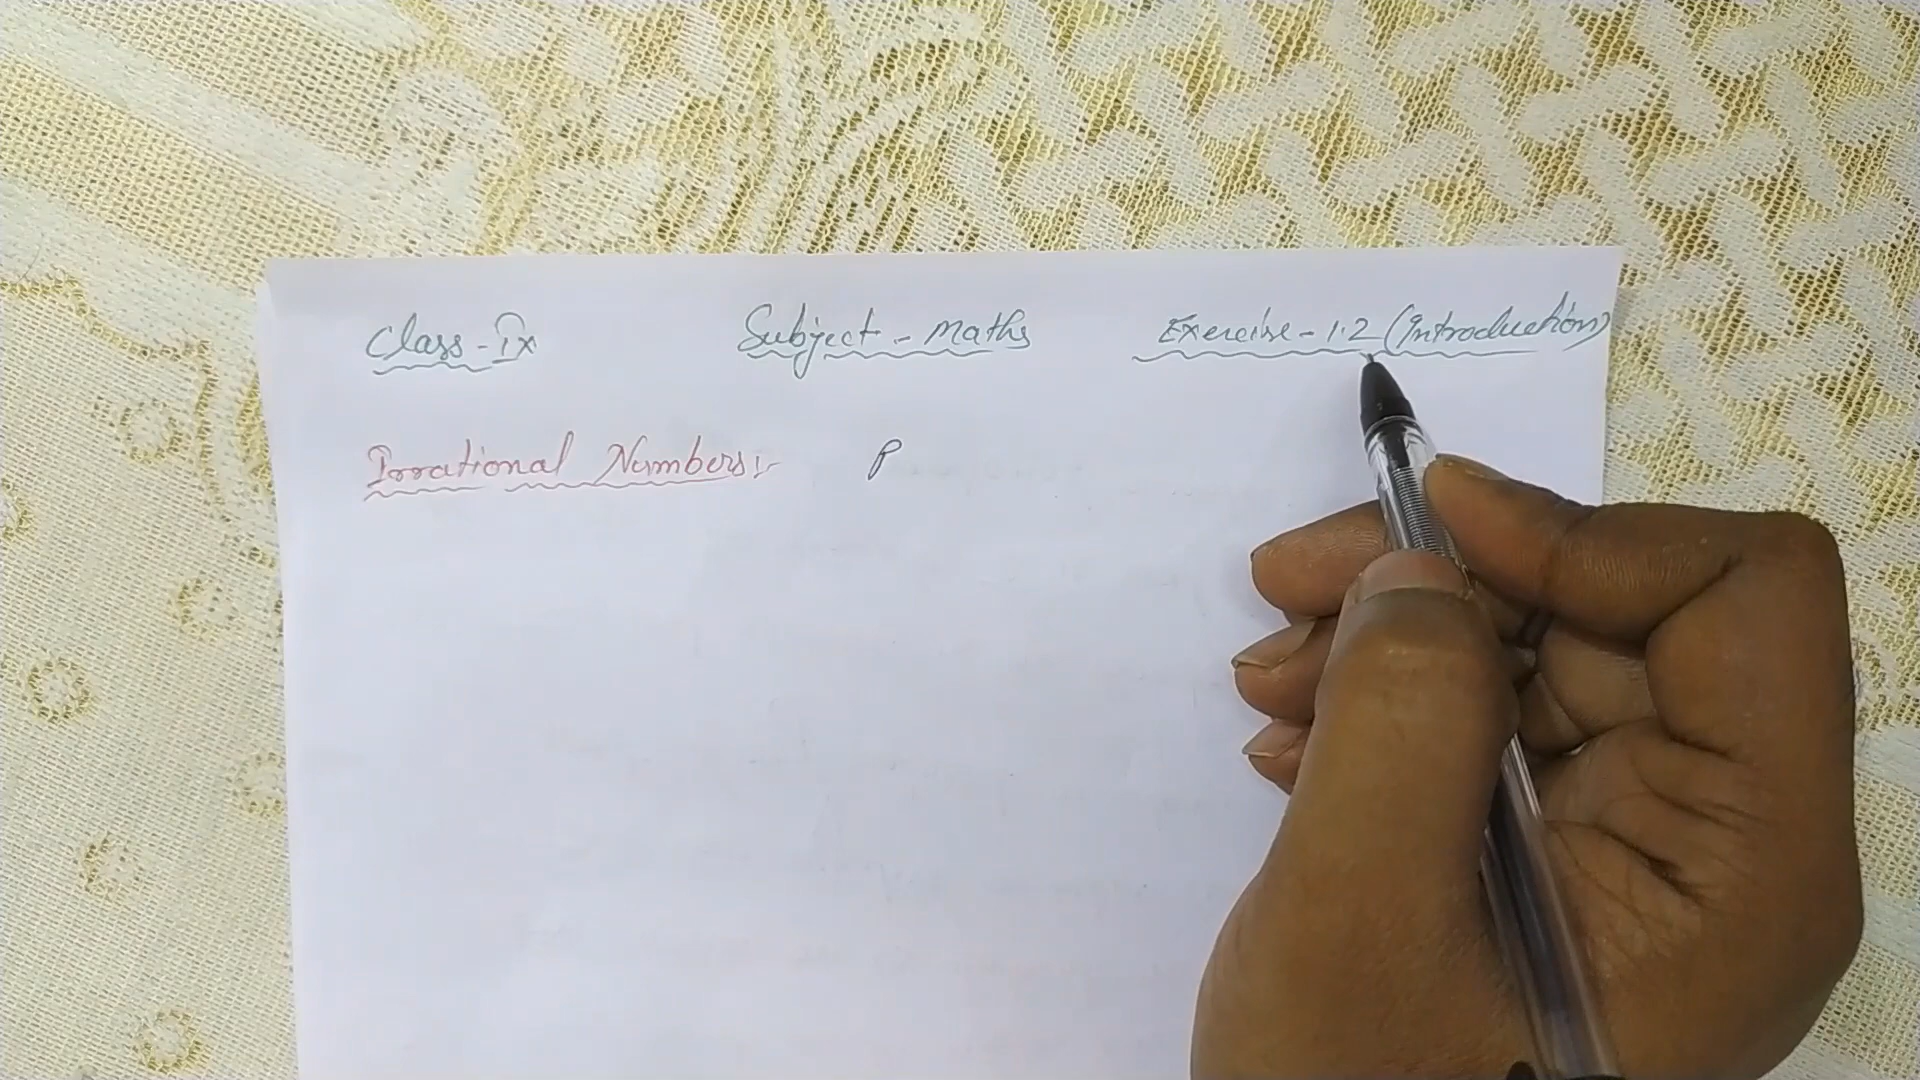 Class - IX Subject - Maths Exercise - 1.2 (Introduction)
Irrational Numbers:- P